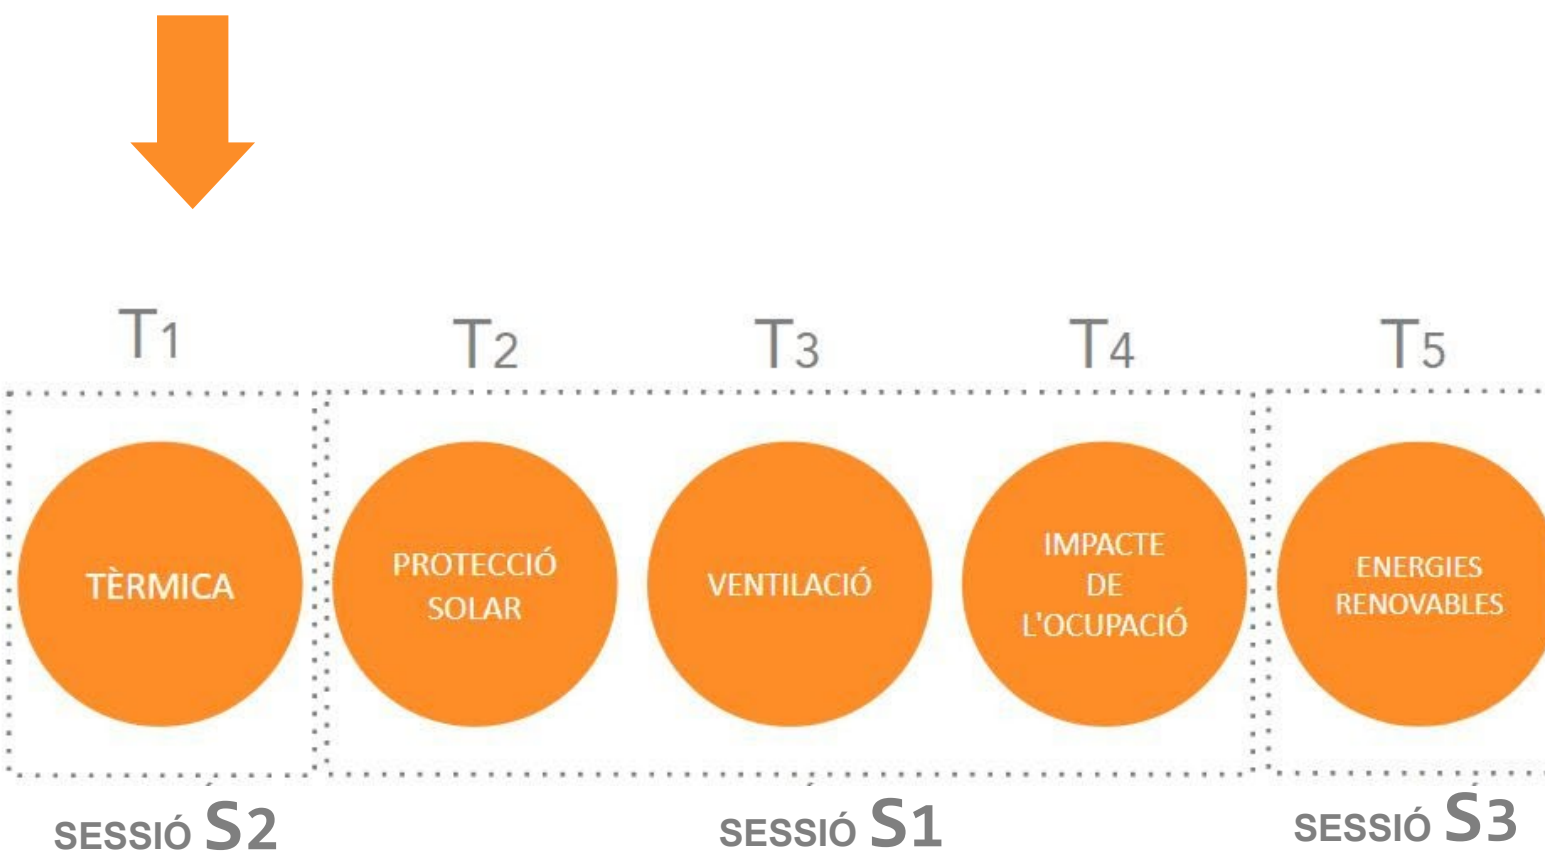 T1
T2
T3
T4
T5
TÈRMICA
PROTECCIÓ
SOLAR
VENTILACIÓ
IMPACTE
DE
L'OCUPACIÓ
ENERGIES
RENOVABLES
SESSIÓ S2
SESSIÓ S1
SESSIÓ S3